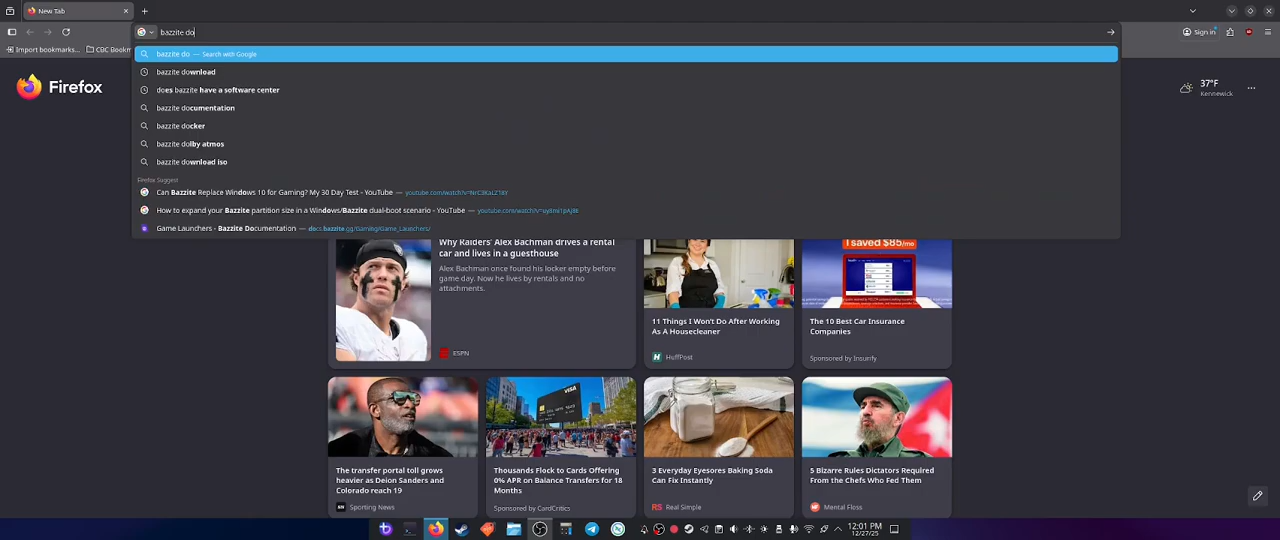 New Tab
bazzite do
Sign in
Import bookmarks...
CBC Bookm
bazzite do — Search with Google
bazzite download
does bazzite have a software center
bazzite documentation
bazzite docker
bazzite dolby atmos
bazzite download iso
Firefox Suggest
Can Bazzite Replace Windows 10 for Gaming? My 30 Day Test - YouTube —
How to expand your Bazzite partition size in a Windows/Bazzite dual-boot scenario - YouTube —
Game Launchers - Bazzite Documentation — docs.bazzite.gg/Gaming/Game_Launchers/
Firefox
37°F
Kennewick
Why Raiders' Alex Bachman drives a rental
car and lives in a guesthouse
Alex Bachman once found his locker empty before
game day. Now he lives by rentals and no
attachments.
ESPN
11 Things I Won't Do After Working
As A Housecleaner
HuffPost
I saved $85/mo
The 10 Best Car Insurance
Companies
Sponsored by Insurify
The transfer portal toll grows
heavier as Deion Sanders and
Colorado reach 19
Sporting News
VISA
Thousands Flock to Cards Offering
0% APR on Balance Transfers for 18
Months
Sponsored by CardCritics
3 Everyday Eyesores Baking Soda
Can Fix Instantly
Real Simple
5 Bizarre Rules Dictators Required
From the Chefs Who Fed Them
Mental Floss
12:01 PM
12/27/25